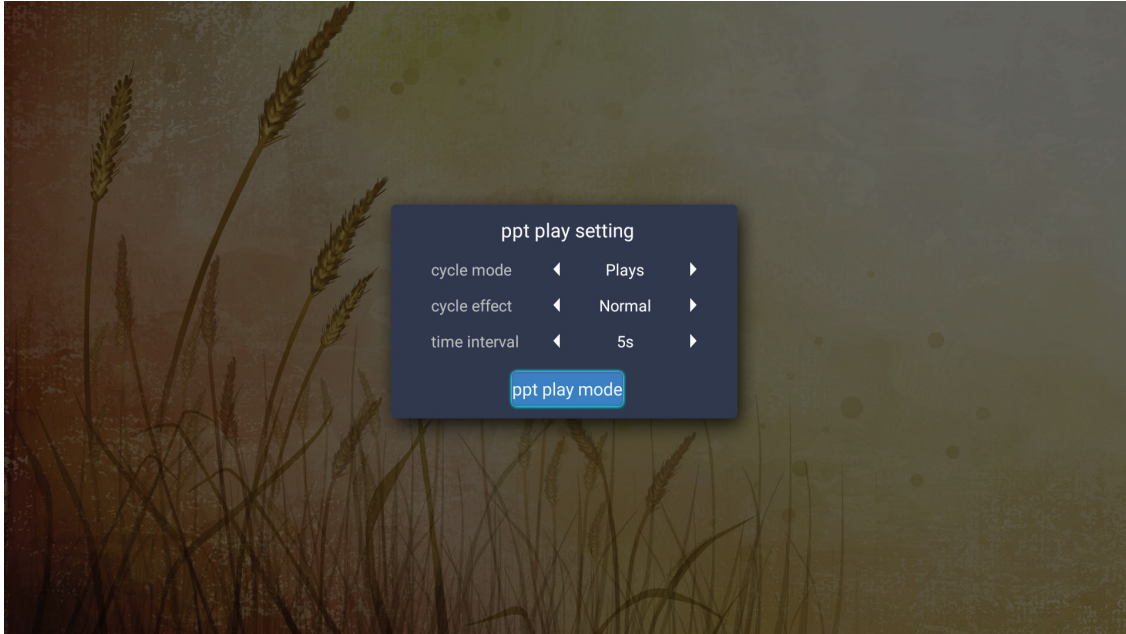 ppt play setting
cycle mode Plays
cycle effect Normal
time interval 5s
ppt play mode